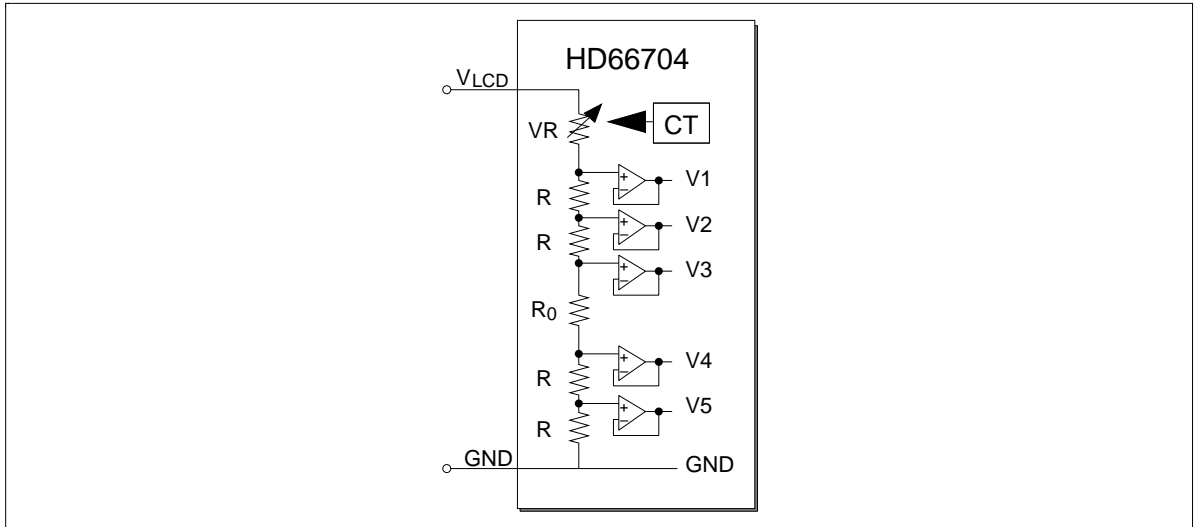 HD66704
VLCD
VR
CT
+
−
V1
R
+
−
V2
R
+
−
V3
R0
+
−
V4
R
+
−
V5
R
GND
GND